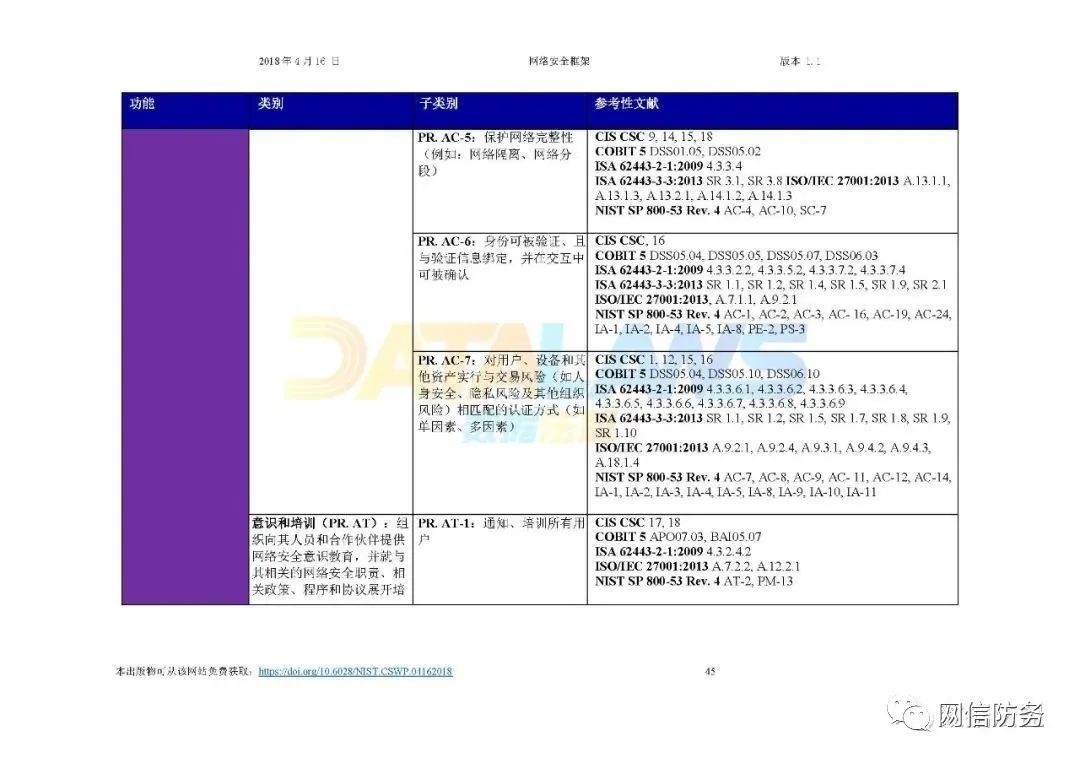 2018年4月16日 网络安全框架 版本 1.1
功能 类别 子类别 参考性文献
PR. AC-5：保护网络完整性
（例如：网络隔离、网络分
段）
CIS CSC 9, 14, 15, 18
COBIT 5 DSS01.05, DSS05.02
ISA 62443-2-1:2009 4.3.3.4
ISA 62443-3-3:2013 SR 3.1, SR 3.8 ISO/IEC 27001:2013 A.13.1.1,
A.13.1.3, A.13.2.1, A.14.1.2, A.14.1.3
NIST SP 800-53 Rev. 4 AC-4, AC-10, SC-7
PR. AC-6：身份可被验证、且
与验证信息绑定，并在交互中
可被确认
CIS CSC, 16
COBIT 5 DSS05.04, DSS05.05, DSS05.07, DSS06.03
ISA 62443-2-1:2009 4.3.3.2.2, 4.3.3.5.2, 4.3.3.7.2, 4.3.3.7.4
ISA 62443-3-3:2013 SR 1.1, SR 1.2, SR 1.4, SR 1.5, SR 1.9, SR 2.1
ISO/IEC 27001:2013, A.7.1.1, A.9.2.1
NIST SP 800-53 Rev. 4 AC-1, AC-2, AC-3, AC- 16, AC-19, AC-24,
IA-1, IA-2, IA-4, IA-5, IA-8, PE-2, PS-3
PR. AC-7：对用户、设备和其
他资产实行与交易风险（如人
身安全、隐私风险及其他组织
风险）相匹配的认证方式（如
单因素、多因素）
CIS CSC 1, 12, 15, 16
COBIT 5 DSS05.04, DSS05.10, DSS06.10
ISA 62443-2-1:2009 4.3.3.6.1, 4.3.3.6.2, 4.3.3.6.3, 4.3.3.6.4,
4.3.3.6.5, 4.3.3.6.6, 4.3.3.6.7, 4.3.3.6.8, 4.3.3.6.9
ISA 62443-3-3:2013 SR 1.1, SR 1.2, SR 1.5, SR 1.7, SR 1.8, SR 1.9,
SR 1.10
ISO/IEC 27001:2013 A.9.2.1, A.9.2.4, A.9.3.1, A.9.4.2, A.9.4.3,
A.18.1.4
NIST SP 800-53 Rev. 4 AC-7, AC-8, AC-9, AC- 11, AC-12, AC-14,
IA-1, IA-2, IA-3, IA-4, IA-5, IA-8, IA-9, IA-10, IA-11
意识和培训（PR. AT）：组
织向其人员和合作伙伴提供
网络安全意识教育，并就与
其相关的网络安全职责、相
关政策、程序和协议展开培
PR. AT-1：通知、培训所有用
户
CIS CSC 17, 18
COBIT 5 APO07.03, BAI05.07
ISA 62443-2-1:2009 4.3.2.4.2
ISO/IEC 27001:2013 A.7.2.2, A.12.2.1
NIST SP 800-53 Rev. 4 AT-2, PM-13
DATALAWS
本出版物可从该网站免费获取：https://doi.org/10.6028/NIST.CSWP.01162018 45
网信防务